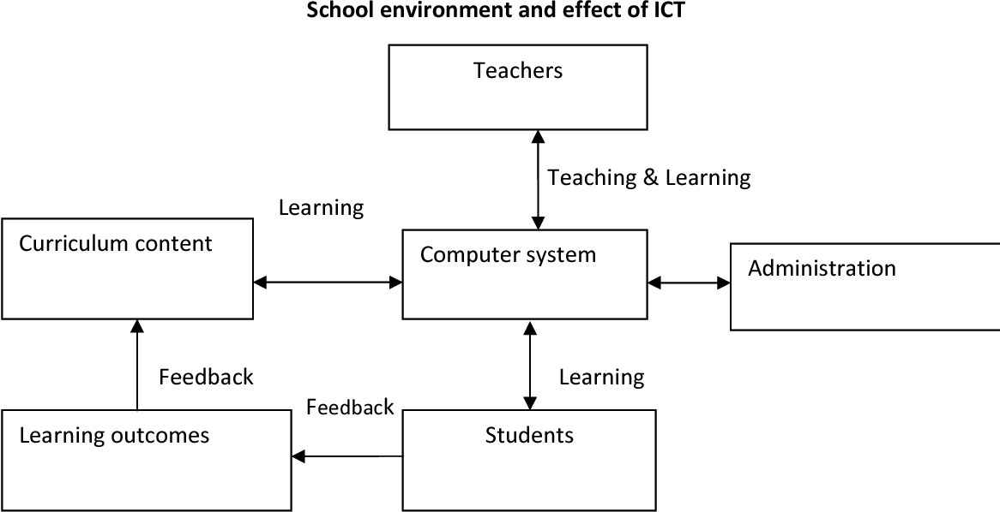 School environment and effect of ICT
Teachers
Teaching & Learning
Learning
Curriculum content
Computer system
Administration
Feedback
Learning
Feedback
Learning outcomes
Students